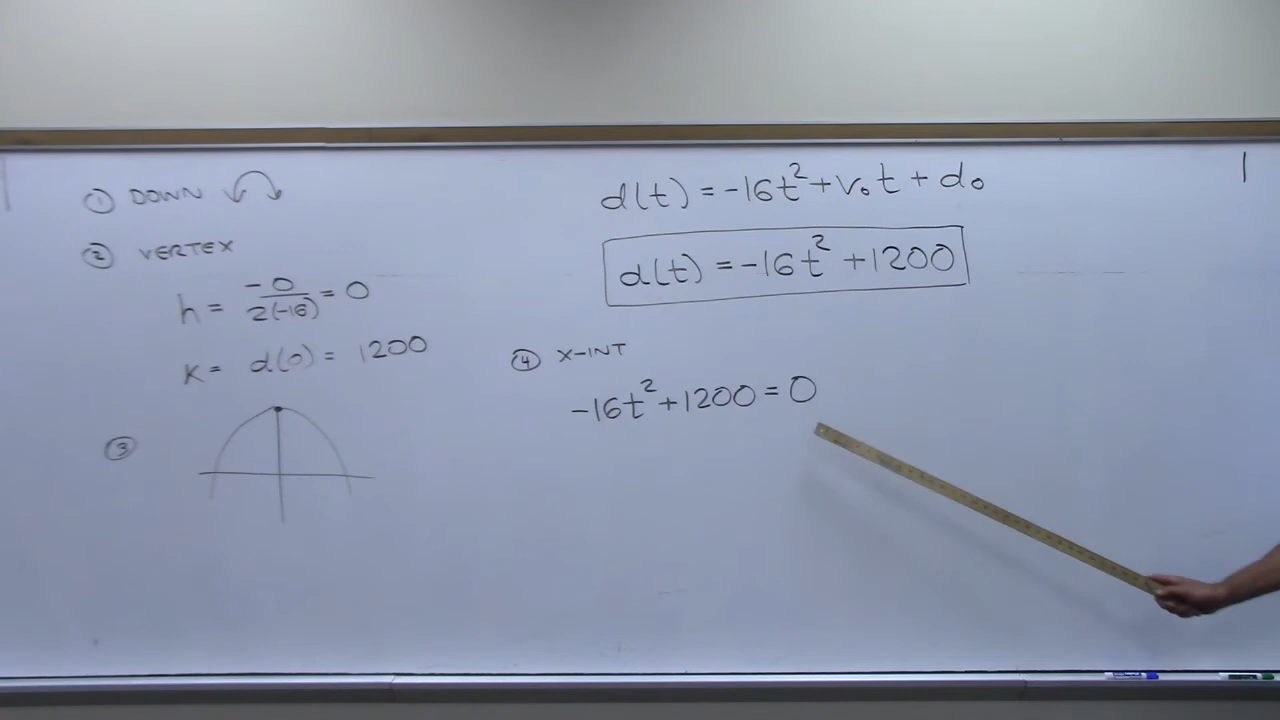 ① DOWN
② VERTEX
h = -0/2(-16) = 0
K = d(0) = 1200
③
d(t) = -16t² + v₀t + d₀
d(t) = -16t² + 1200
④ X-INT
-16t² + 1200 = 0